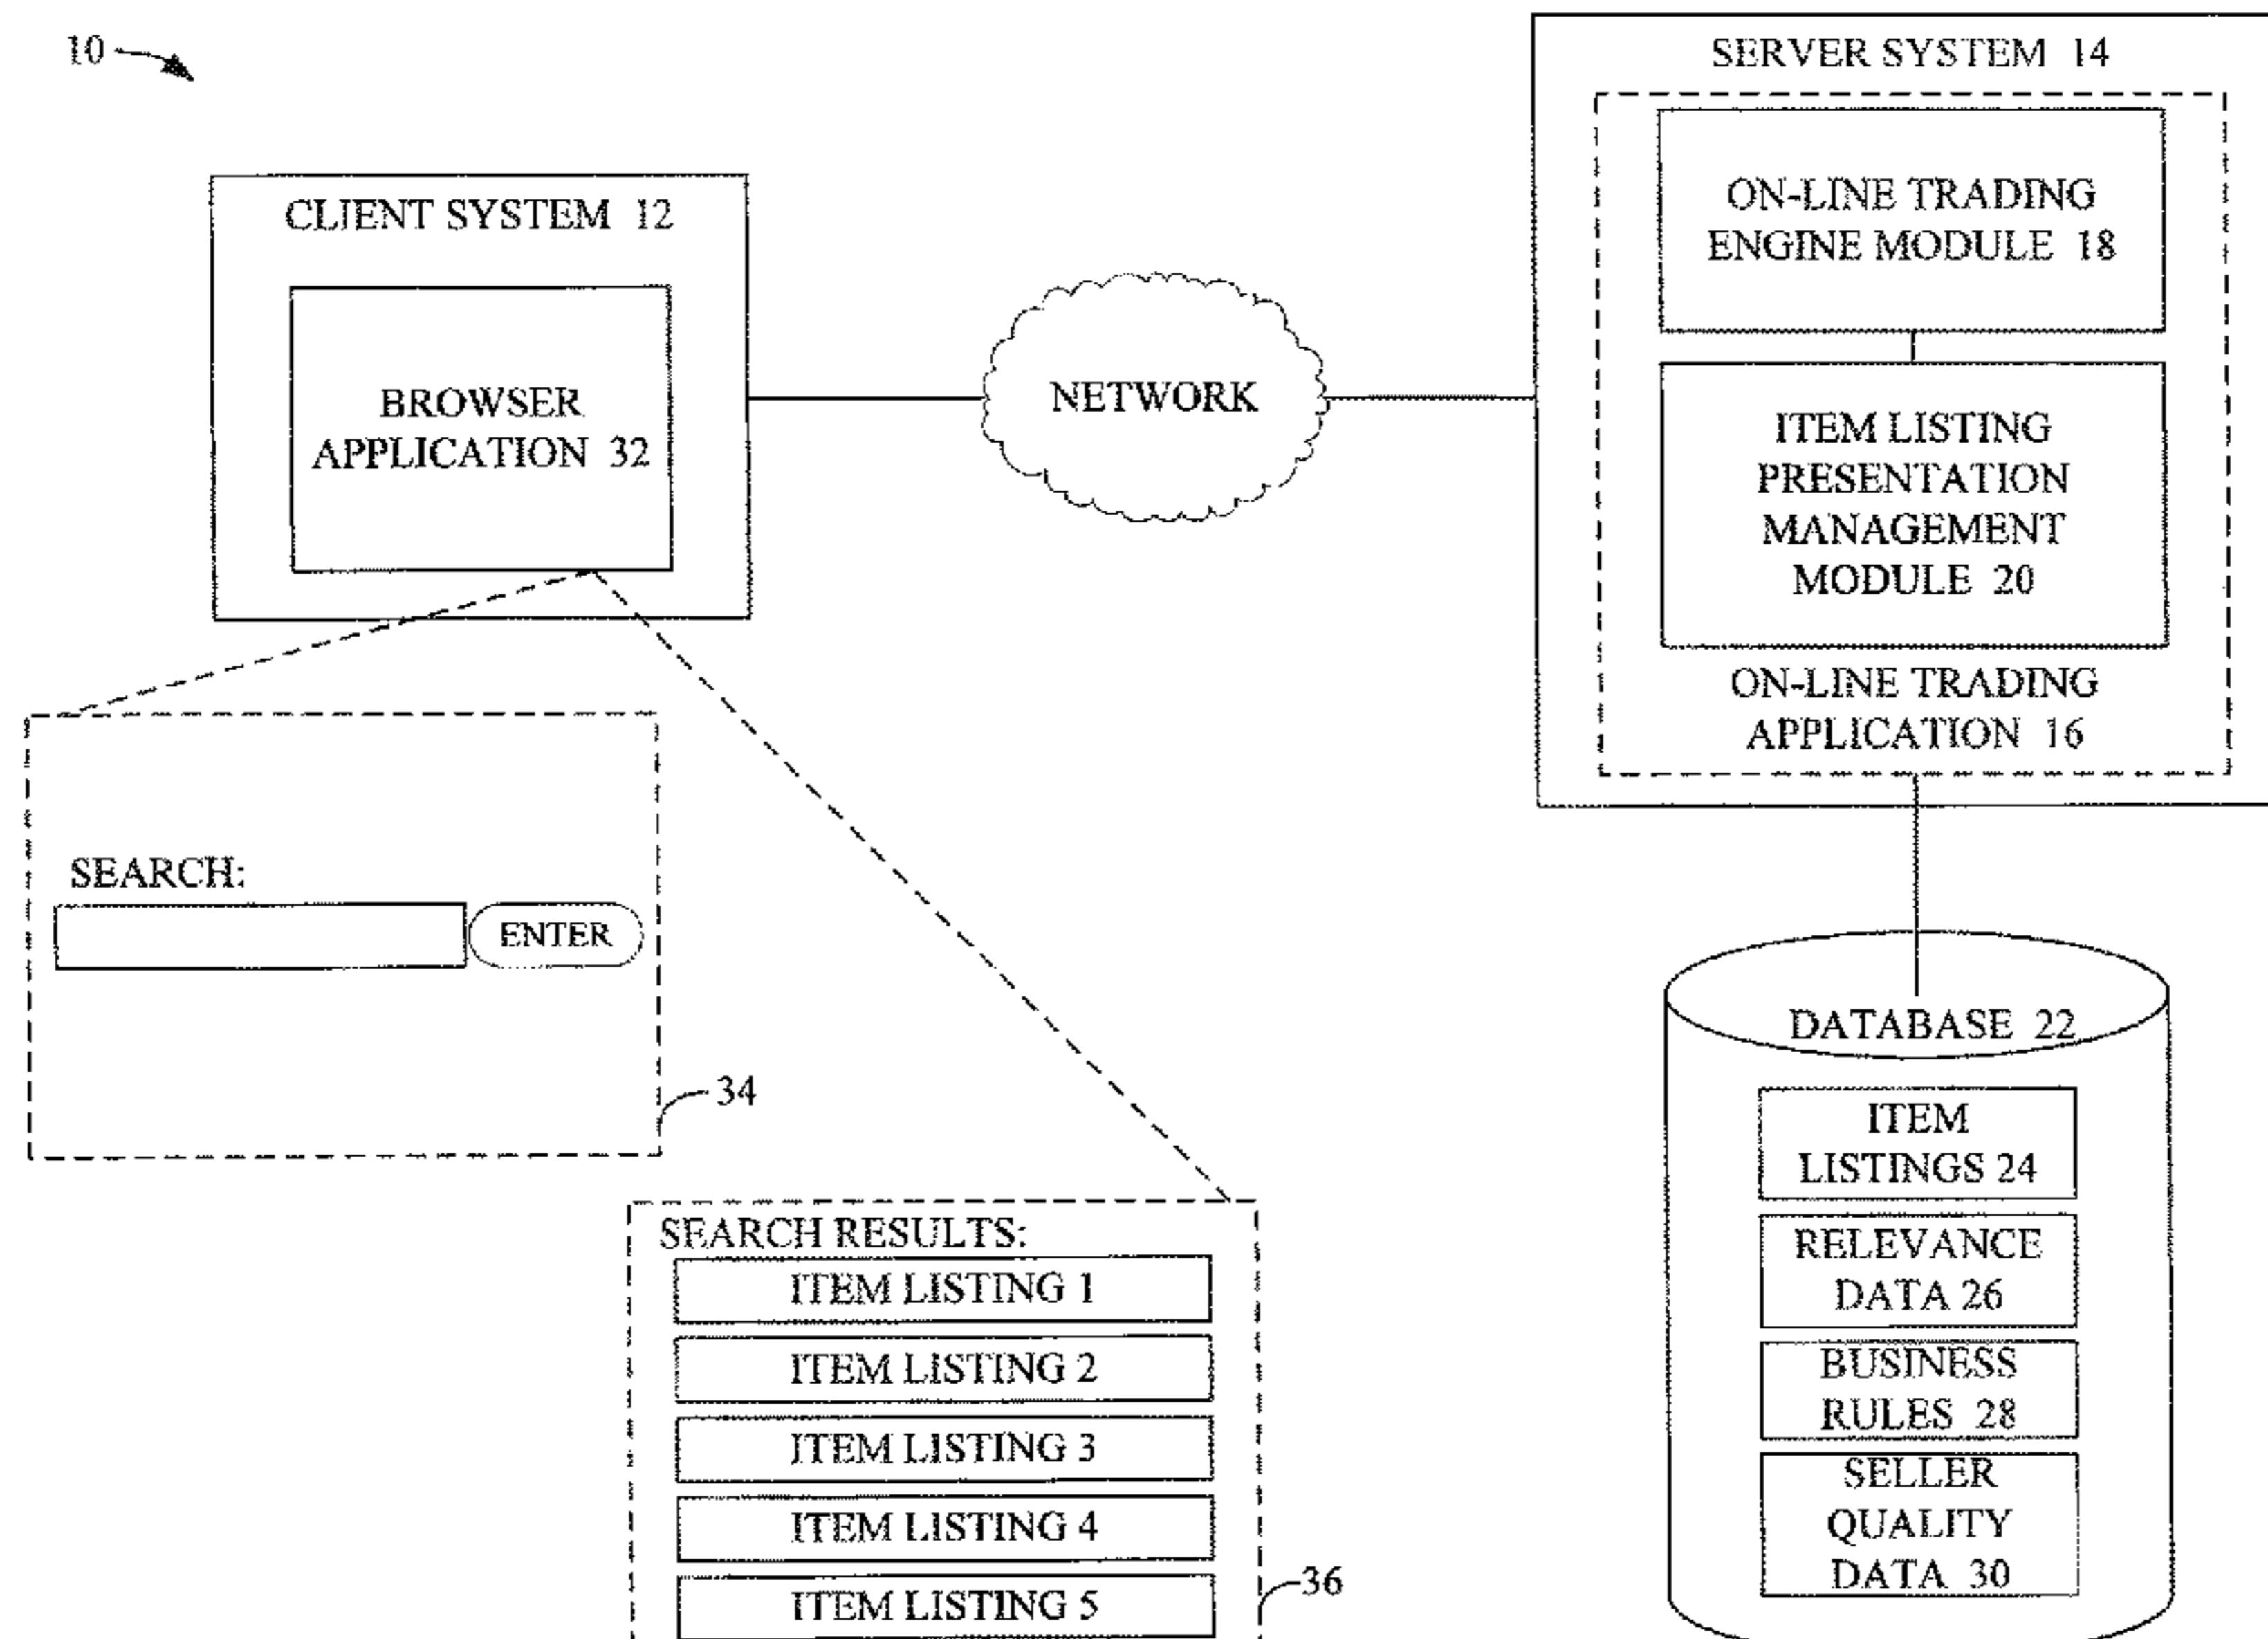 10
CLIENT SYSTEM 12
BROWSER
APPLICATION 32
NETWORK
SERVER SYSTEM 14
ON-LINE TRADING
ENGINE MODULE 18
ITEM LISTING
PRESENTATION
MANAGEMENT
MODULE 20
ON-LINE TRADING
APPLICATION 16
SEARCH:
ENTER
34
SEARCH RESULTS:
ITEM LISTING 1
ITEM LISTING 2
ITEM LISTING 3
ITEM LISTING 4
ITEM LISTING 5
36
DATABASE 22
ITEM
LISTINGS 24
RELEVANCE
DATA 26
BUSINESS
RULES 28
SELLER
QUALITY
DATA 30